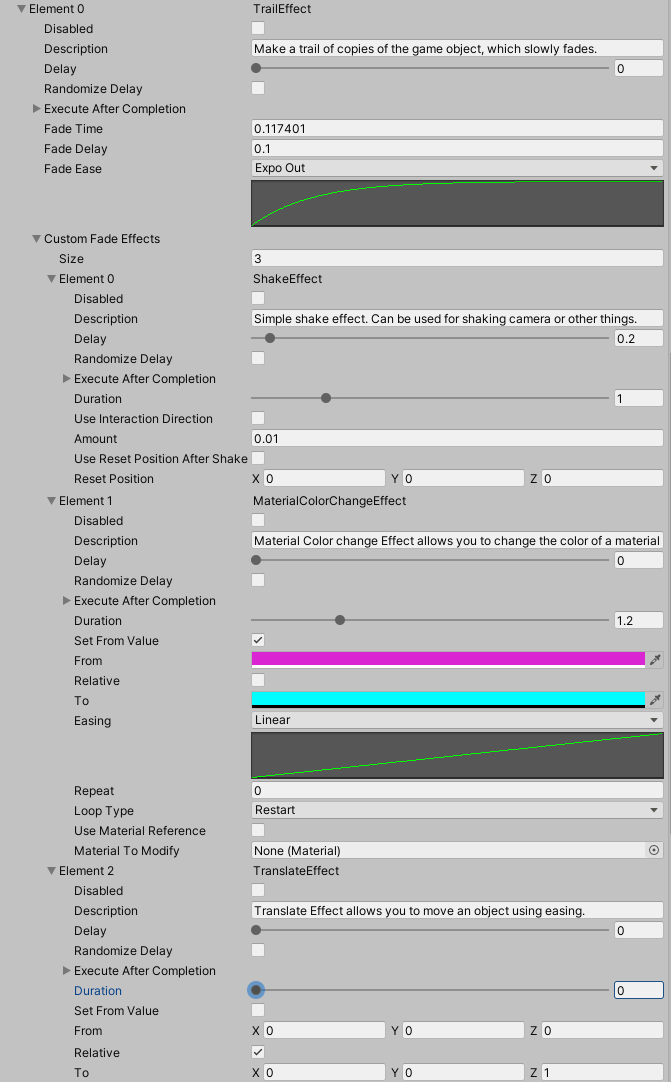 Element 0 TrailEffect
Disabled
Description Make a trail of copies of the game object, which slowly fades.
Delay 0
Randomize Delay
Execute After Completion
Fade Time 0.117401
Fade Delay 0.1
Fade Ease Expo Out
Custom Fade Effects
Size 3
Element 0 ShakeEffect
Disabled
Description Simple shake effect. Can be used for shaking camera or other things.
Delay 0.2
Randomize Delay
Execute After Completion
Duration 1
Use Interaction Direction
Amount 0.01
Use Reset Position After Shake
Reset Position X 0 Y 0 Z 0
Element 1 MaterialColorChangeEffect
Disabled
Description Material Color change Effect allows you to change the color of a material
Delay 0
Randomize Delay
Execute After Completion
Duration 1.2
Set From Value
From
Relative
To
Easing Linear
Repeat 0
Loop Type Restart
Use Material Reference
Material To Modify None (Material)
Element 2 TranslateEffect
Disabled
Description Translate Effect allows you to move an object using easing.
Delay 0
Randomize Delay
Execute After Completion
Duration 0
Set From Value
From X 0 Y 0 Z 0
Relative
To X 0 Y 0 Z 1